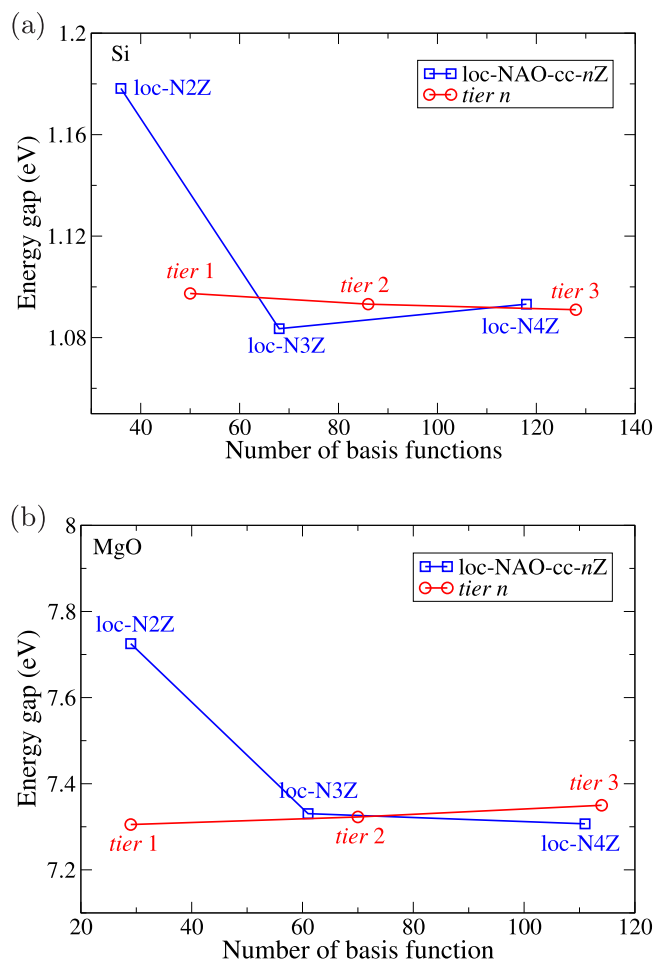 (a)
1.2
Si
loc-NAO-cc-nZ
loc-N2Z
tier n
1.16
Energy gap (eV)
1.12
tier 1
tier 2
tier 3
loc-N3Z
loc-N4Z
1.08
40 60 80 100 120 140
Number of basis functions
(b)
8
MgO
loc-NAO-cc-nZ
tier n
7.8
loc-N2Z
Energy gap (eV)
7.6
7.4
loc-N3Z
tier 3
tier 1
tier 2
loc-N4Z
7.2
20 40 60 80 100 120
Number of basis function